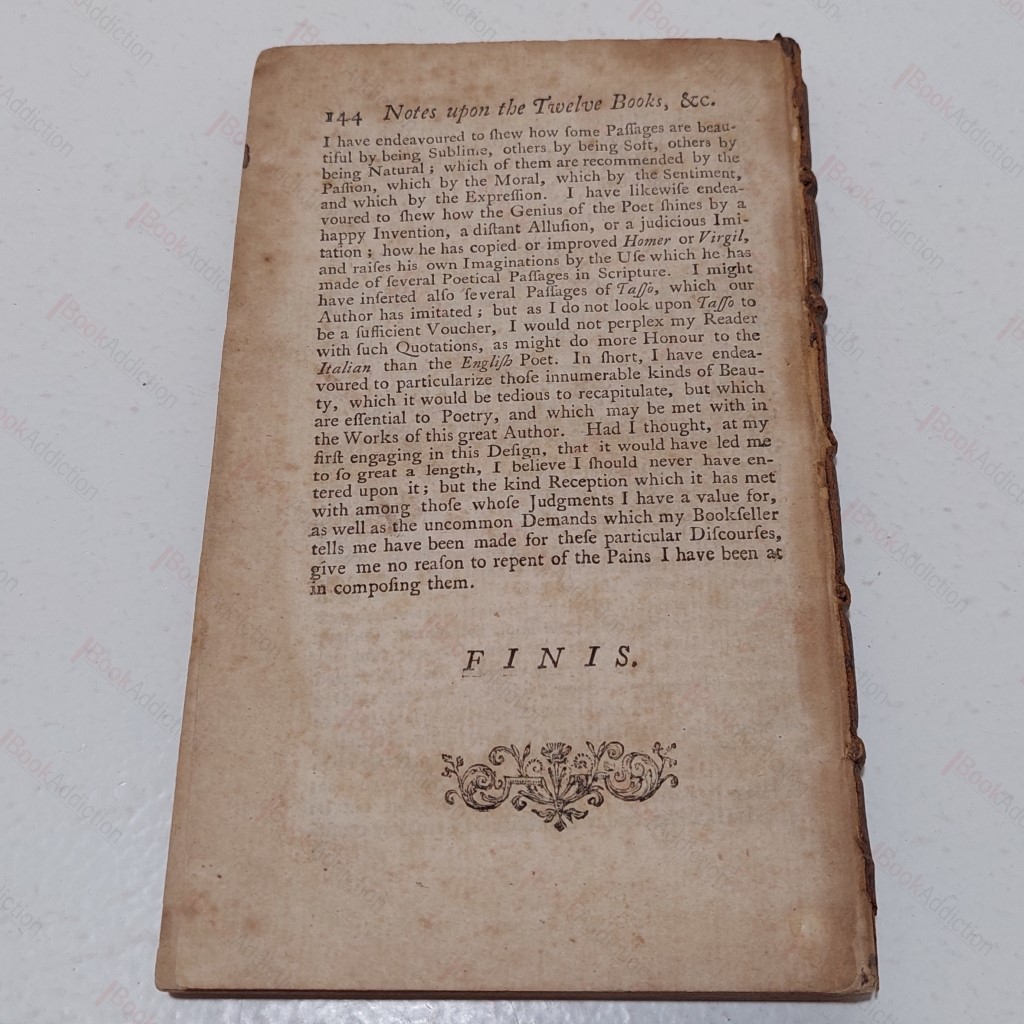 144 Notes upon the Twelve Books, &c.
I have endeavoured to ſhew how ſome Paſſages are beau-
tiful by being Sublime, others by being Soft, others by
being Natural; which of them are recommended by the
Paſſion, which by the Moral, which by the Sentiment,
and which by the Expreſſion. I have likewiſe endea-
voured to ſhew how the Genius of the Poet ſhines by a
happy Invention, a diſtant Alluſion, or a judicious Imi-
tation; how he has copied or improved Homer or Virgil,
and raiſes his own Imaginations by the Uſe which he has
made of ſeveral Poetical Paſſages in Scripture. I might
have inſerted alſo ſeveral Paſſages of Taſſo, which our
Author has imitated; but as I do not look upon Taſſo to
be a ſufficient Voucher, I would not perplex my Reader
with ſuch Quotations, as might do more Honour to the
Italian than the Engliſh Poet. In ſhort, I have endea-
voured to particularize thoſe innumerable kinds of Beau-
ty, which it would be tedious to recapitulate, but which
are eſſential to Poetry, and which may be met with in
the Works of this great Author. Had I thought, at my
firſt engaging in this Deſign, that it would have led me
to ſo great a length, I believe I ſhould never have en-
tered upon it; but the kind Reception which it has met
with among thoſe whoſe Judgments I have a value for,
as well as the uncommon Demands which my Bookſeller
tells me have been made for theſe particular Diſcourſes,
give me no reaſon to repent of the Pains I have been at
in compoſing them.
FINIS.